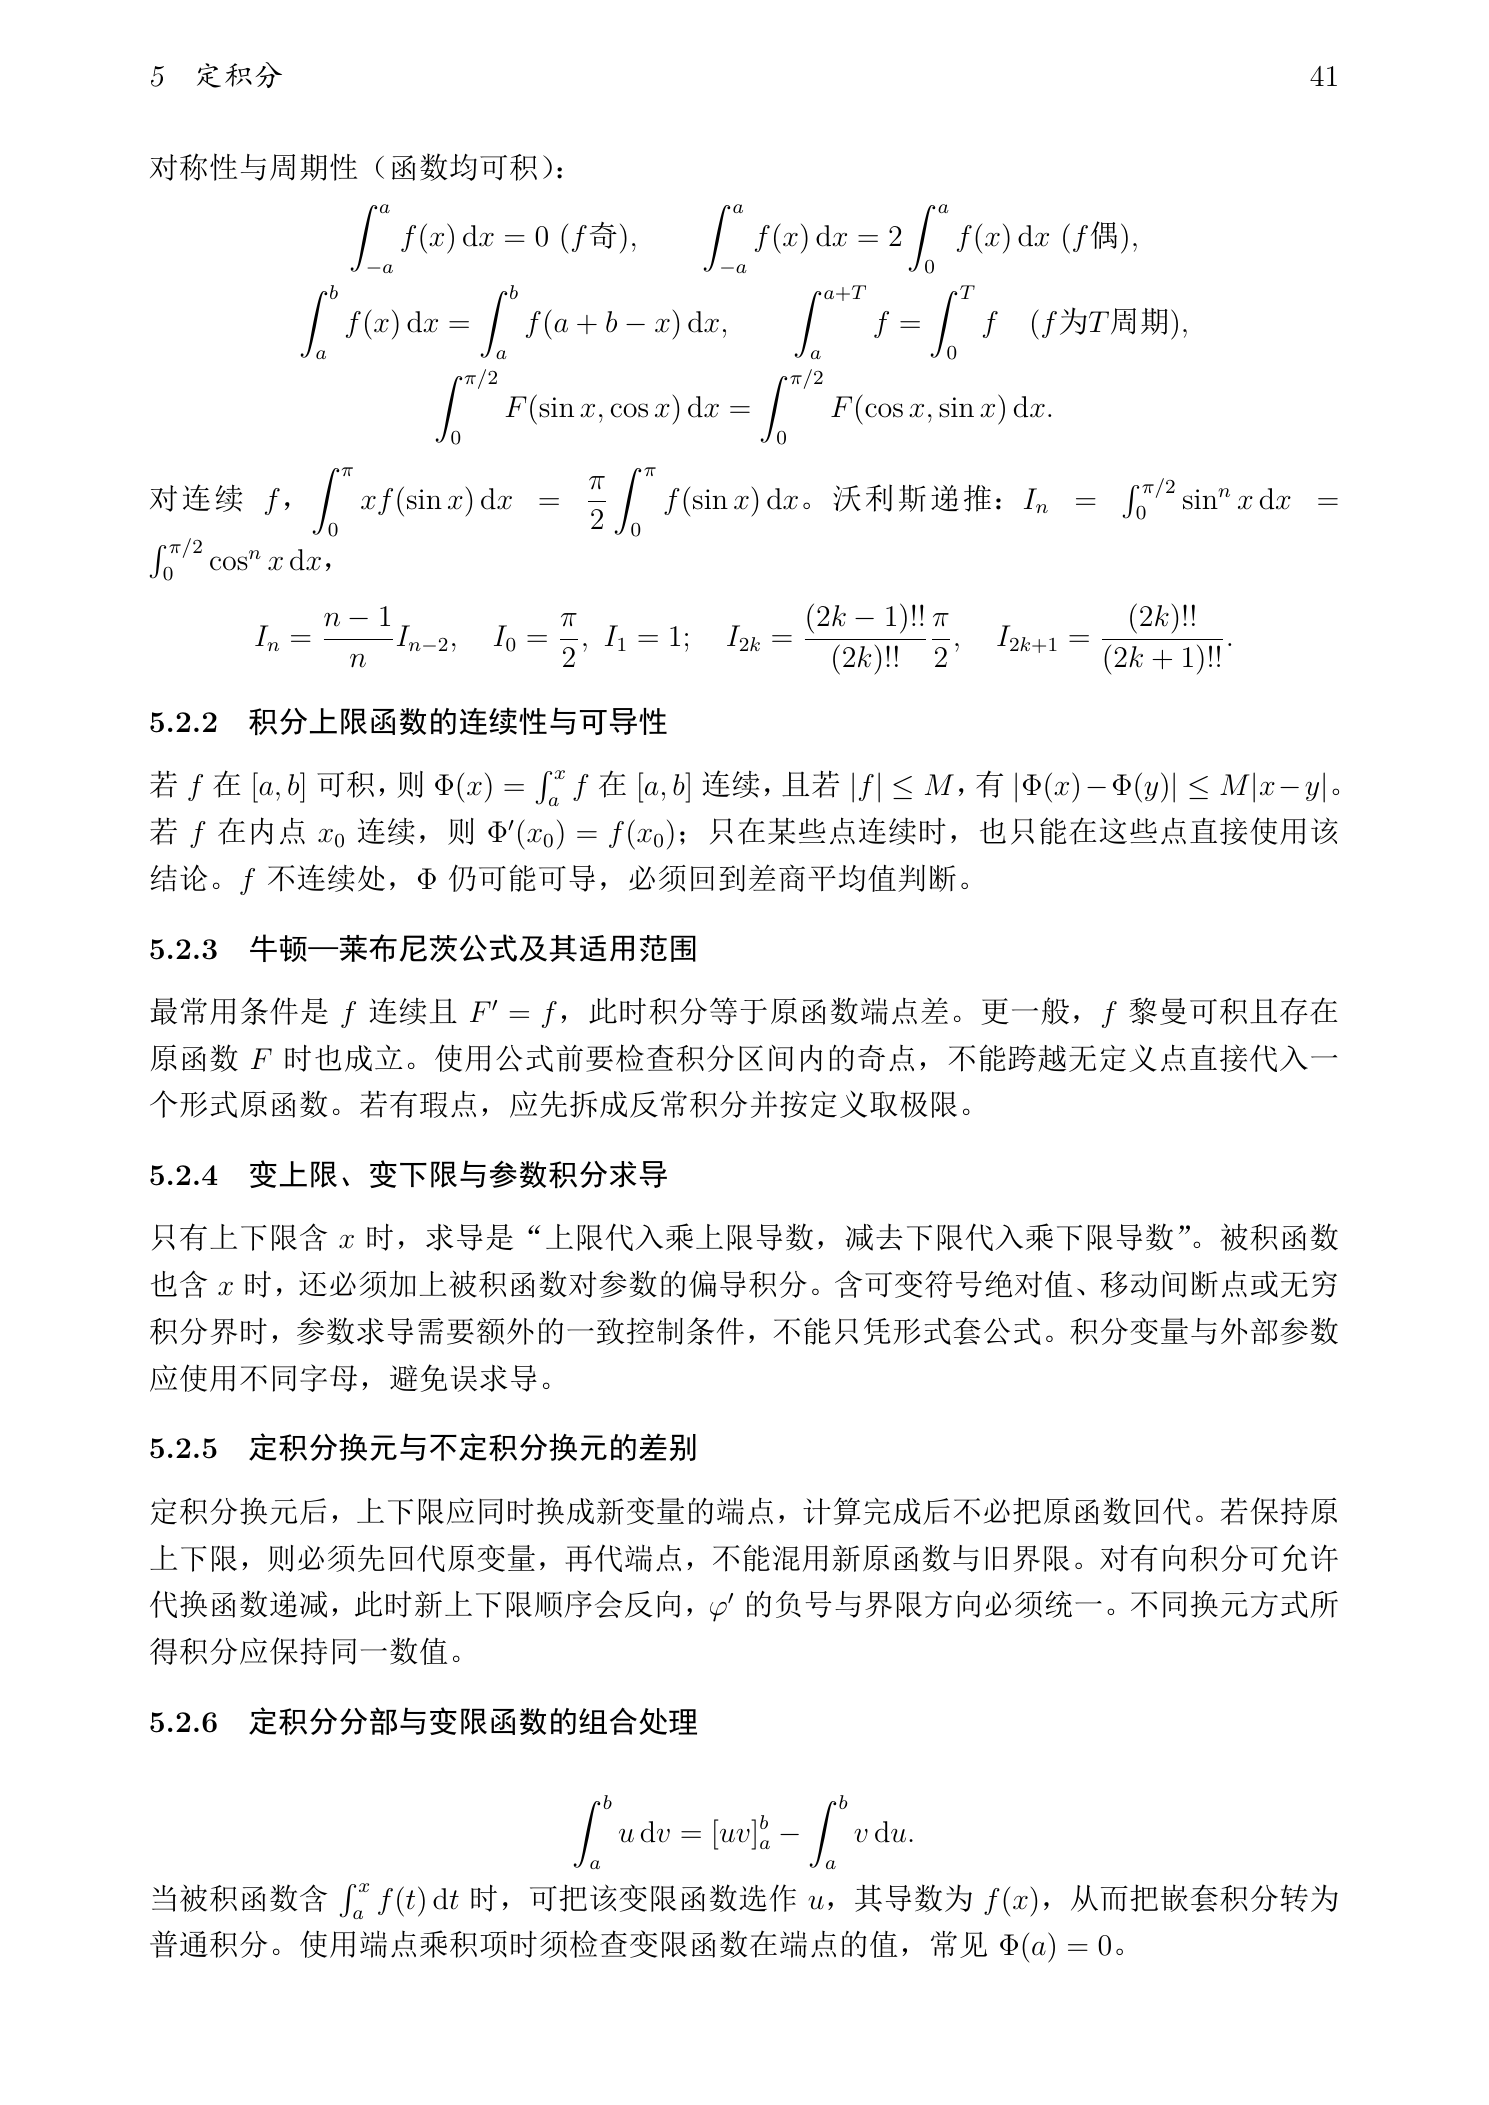 5 定积分 41
对称性与周期性（函数均可积）：
∫_{-a}^{a} f(x) dx = 0 (f奇), ∫_{-a}^{a} f(x) dx = 2∫_{0}^{a} f(x) dx (f偶),
∫_{a}^{b} f(x) dx = ∫_{a}^{b} f(a + b − x) dx, ∫_{a}^{a+T} f = ∫_{0}^{T} f (f为T周期),
∫_{0}^{π/2} F(sin x, cos x) dx = ∫_{0}^{π/2} F(cos x, sin x) dx.
对连续 f，∫_{0}^{π} xf(sin x) dx = \frac{π}{2} ∫_{0}^{π} f(sin x) dx。沃利斯递推：I_n = ∫_{0}^{π/2} sin^n x dx =
∫_{0}^{π/2} cos^n x dx，
I_n = \frac{n − 1}{n} I_{n−2}, I_0 = \frac{π}{2}, I_1 = 1; I_{2k} = \frac{(2k − 1)!!}{(2k)!!} \frac{π}{2}, I_{2k+1} = \frac{(2k)!!}{(2k + 1)!!}.
5.2.2 积分上限函数的连续性与可导性
若 f 在 [a, b] 可积，则 Φ(x) = ∫_{a}^{x} f 在 [a, b] 连续，且若 |f| ≤ M，有 |Φ(x) − Φ(y)| ≤ M|x − y|。
若 f 在内点 x_0 连续，则 Φ′(x_0) = f(x_0)；只在某些点连续时，也只能在这些点直接使用该
结论。f 不连续处，Φ 仍可能可导，必须回到差商平均值判断。
5.2.3 牛顿—莱布尼茨公式及其适用范围
最常用条件是 f 连续且 F′ = f，此时积分等于原函数端点差。更一般，f 黎曼可积且存在
原函数 F 时也成立。使用公式前要检查积分区间内的奇点，不能跨越无定义点直接代入一
个形式原函数。若有瑕点，应先拆成反常积分并按定义取极限。
5.2.4 变上限、变下限与参数积分求导
只有上下限含 x 时，求导是“上限代入乘上限导数，减去下限代入乘下限导数”。被积函数
也含 x 时，还必须加上被积函数对参数的偏导积分。含可变符号绝对值、移动间断点或无穷
积分界时，参数求导需要额外的一致控制条件，不能只凭形式套公式。积分变量与外部参数
应使用不同字母，避免误求导。
5.2.5 定积分换元与不定积分换元的差别
定积分换元后，上下限应同时换成新变量的端点，计算完成后不必把原函数回代。若保持原
上下限，则必须先回代原变量，再代端点，不能混用新原函数与旧界限。对有向积分可允许
代换函数递减，此时新上下限顺序会反向，φ′ 的负号与界限方向必须统一。不同换元方式所
得积分应保持同一数值。
5.2.6 定积分分部与变限函数的组合处理
∫_{a}^{b} u dv = [uv]_{a}^{b} − ∫_{a}^{b} v du.
当被积函数含 ∫_{a}^{x} f(t) dt 时，可把该变限函数选作 u，其导数为 f(x)，从而把嵌套积分转为
普通积分。使用端点乘积项时须检查变限函数在端点的值，常见 Φ(a) = 0。